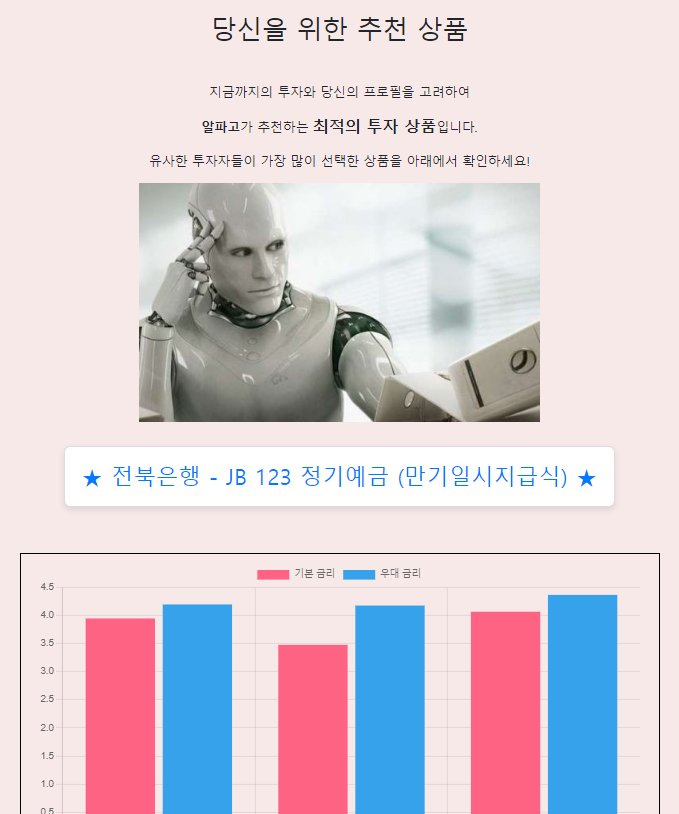 당신을 위한 추천 상품
지금까지의 투자와 당신의 프로필을 고려하여
알파고가 추천하는 최적의 투자 상품입니다.
유사한 투자자들이 가장 많이 선택한 상품을 아래에서 확인하세요!
★ 전북은행 - JB 123 정기예금 (만기일시지급식) ★
기본 금리 우대 금리
4.5
4.0
3.5
3.0
2.5
2.0
1.5
1.0
0.5